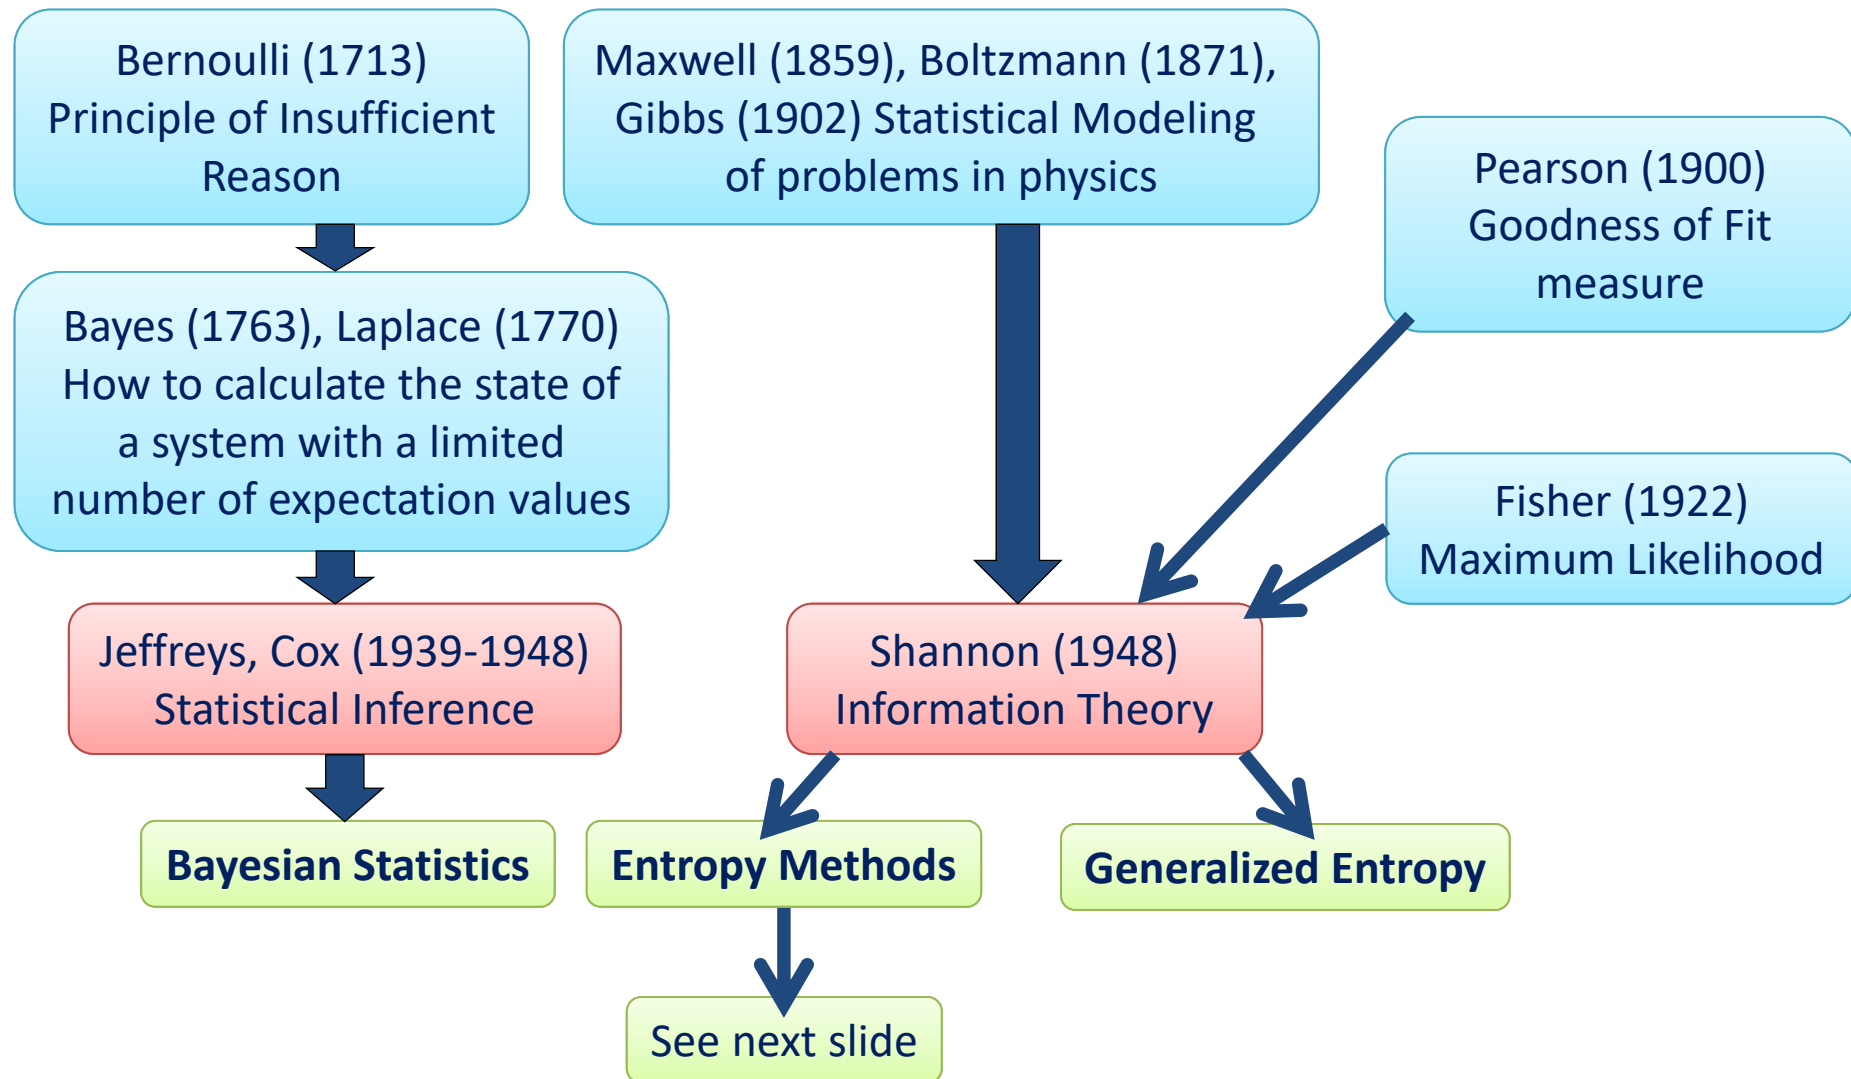 Bernoulli (1713)
Principle of Insufficient
Reason
Maxwell (1859), Boltzmann (1871),
Gibbs (1902) Statistical Modeling
of problems in physics
Pearson (1900)
Goodness of Fit
measure
Bayes (1763), Laplace (1770)
How to calculate the state of
a system with a limited
number of expectation values
Fisher (1922)
Maximum Likelihood
Jeffreys, Cox (1939-1948)
Statistical Inference
Shannon (1948)
Information Theory
Bayesian Statistics
Entropy Methods
Generalized Entropy
See next slide